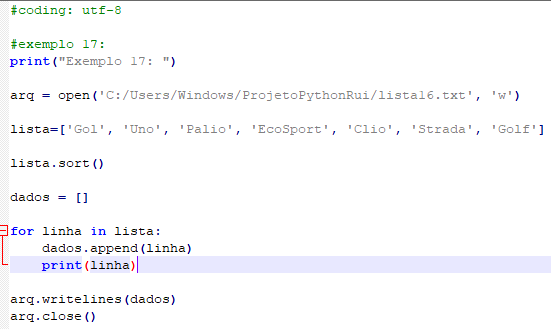 #coding: utf-8
#exemplo 17:
print("Exemplo 17: ")
arq = open('C:/Users/Windows/ProjetoPythonRui/lista16.txt', 'w')
lista=['Gol', 'Uno', 'Palio', 'EcoSport', 'Clio', 'Strada', 'Golf']
lista.sort()
dados = []
for linha in lista:
    dados.append(linha)
    print(linha)
arq.writelines(dados)
arq.close()